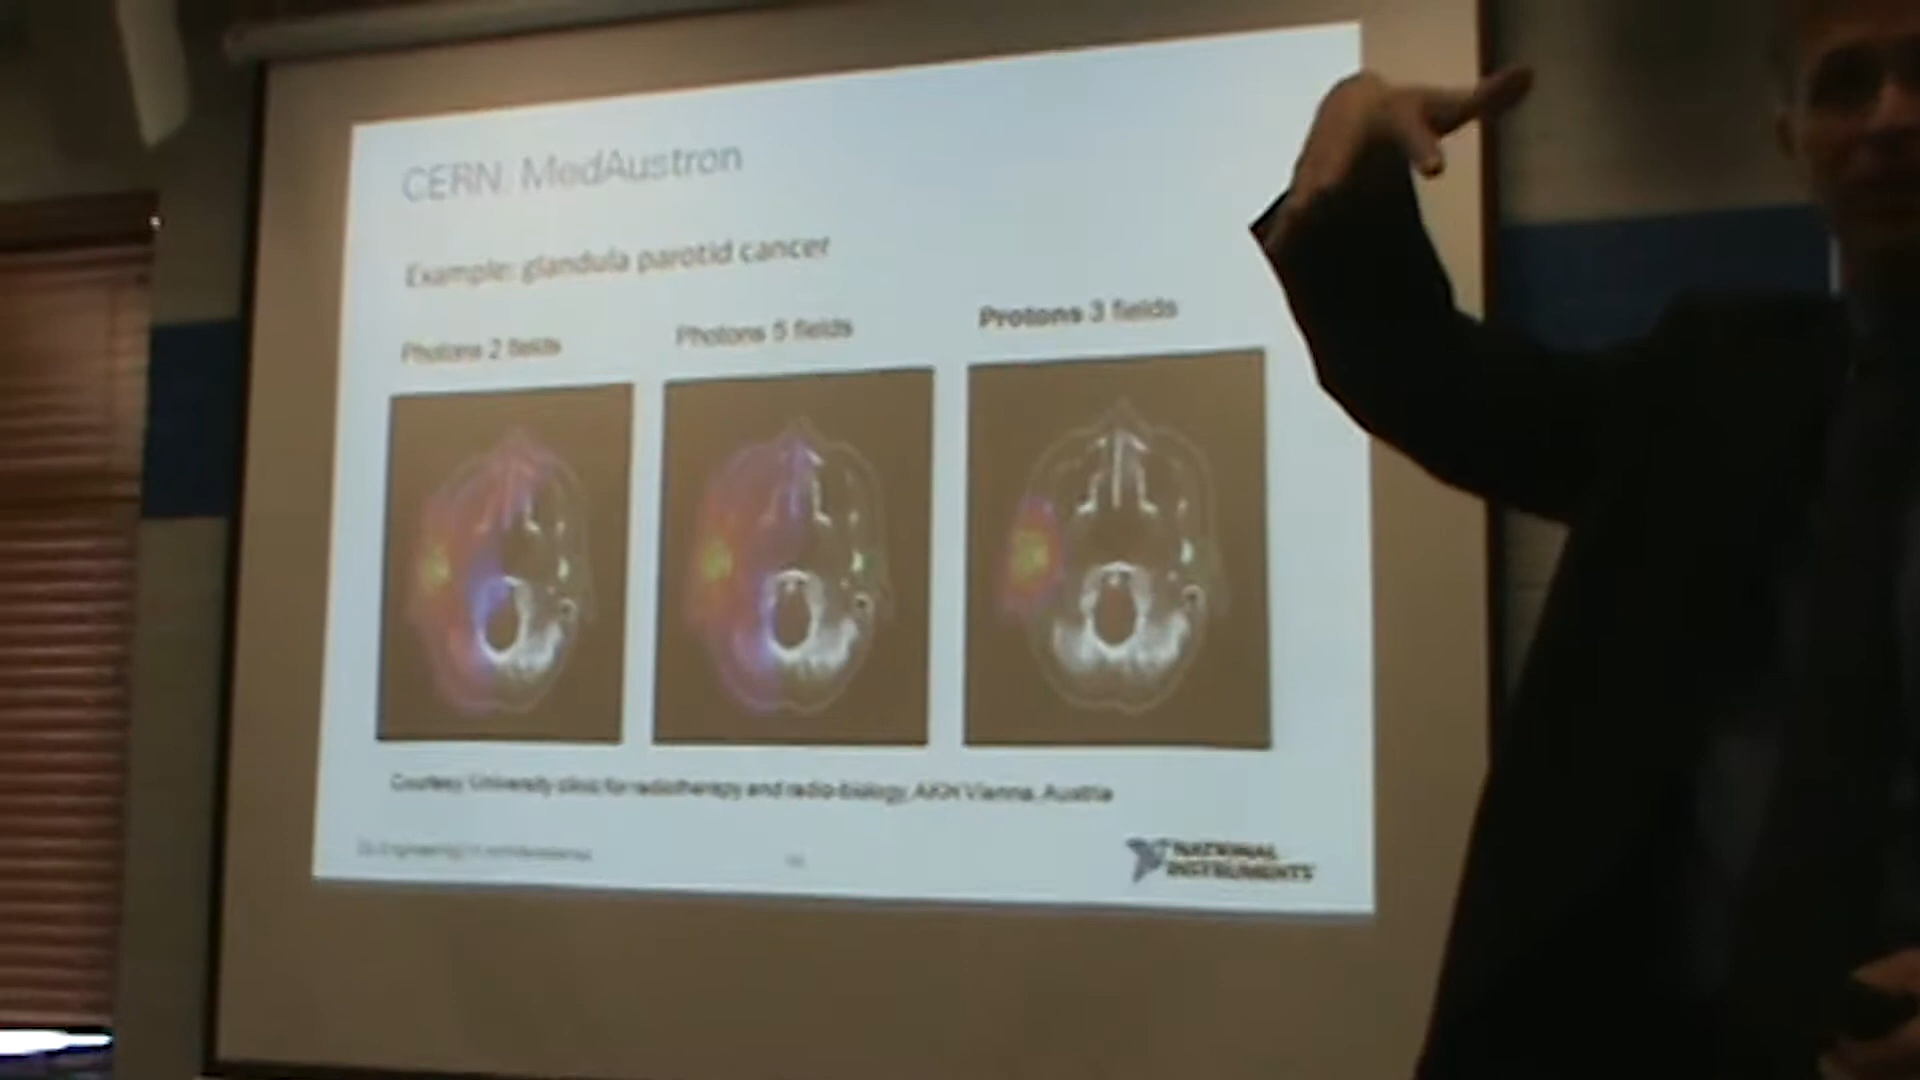 CERN: MedAustron
Example: glandula parotid cancer
Photons 2 fields
Photons 5 fields
Protons 3 fields
Courtesy: University clinic for radiotherapy and radio-biology, AKH Vienna, Austria
NATIONAL
INSTRUMENTS